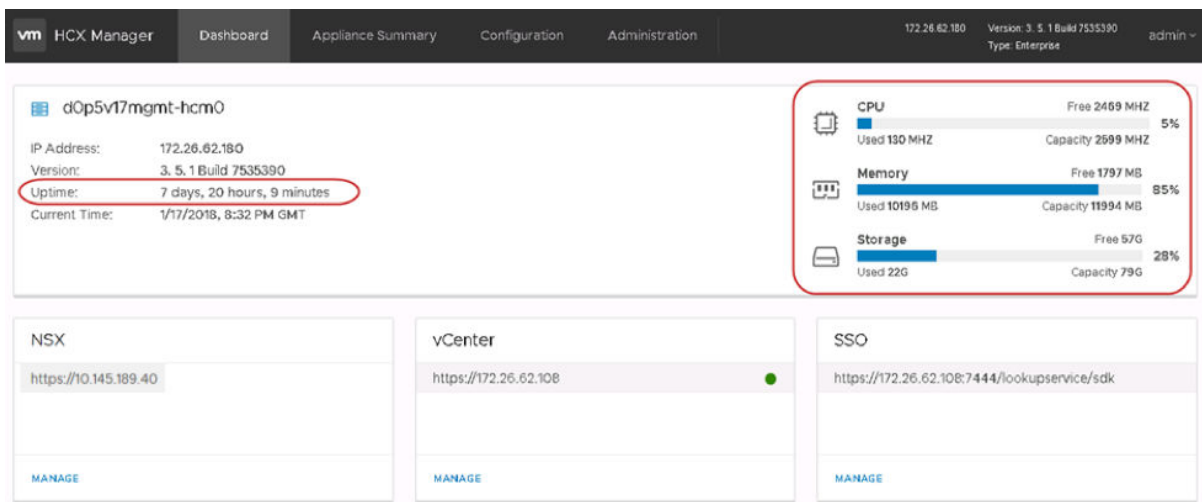 vm HCX Manager Dashboard Appliance Summary Configuration Administration 172.26.62.180 Version: 3. 5. 1 Build 7535390 admin
Type: Enterprise
d0p5v17mgmt-hcm0
IP Address: 172.26.62.180
Version: 3. 5. 1 Build 7535390
Uptime: 7 days, 20 hours, 9 minutes
Current Time: 1/17/2018, 8:32 PM GMT
CPU Free 2469 MHZ
5%
Used 130 MHZ Capacity 2599 MHZ
Memory Free 1797 MB
85%
Used 10196 MB Capacity 11994 MB
Storage Free 57G
28%
Used 22G Capacity 79G
NSX
https://10.145.189.40
MANAGE
vCenter
https://172.26.62.108
MANAGE
SSO
https://172.26.62.108:7444/lookupservice/sdk
MANAGE